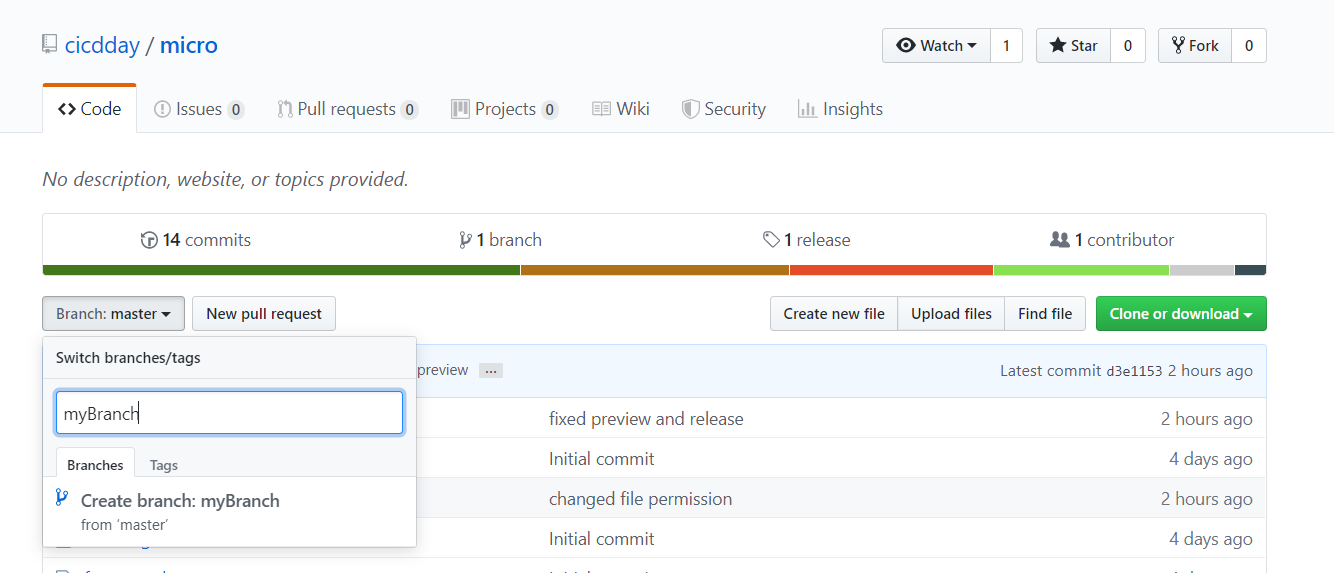 cicdday / micro
Watch 1 Star 0 Fork 0
Code Issues 0 Pull requests 0 Projects 0 Wiki Security Insights
No description, website, or topics provided.
14 commits 1 branch 1 release 1 contributor
Branch: master New pull request Create new file Upload files Find file Clone or download
Switch branches/tags
preview ... Latest commit d3e1153 2 hours ago
myBranch
fixed preview and release 2 hours ago
Initial commit 4 days ago
Branches Tags
Create branch: myBranch
from ‘master’
changed file permission 2 hours ago
Initial commit 4 days ago